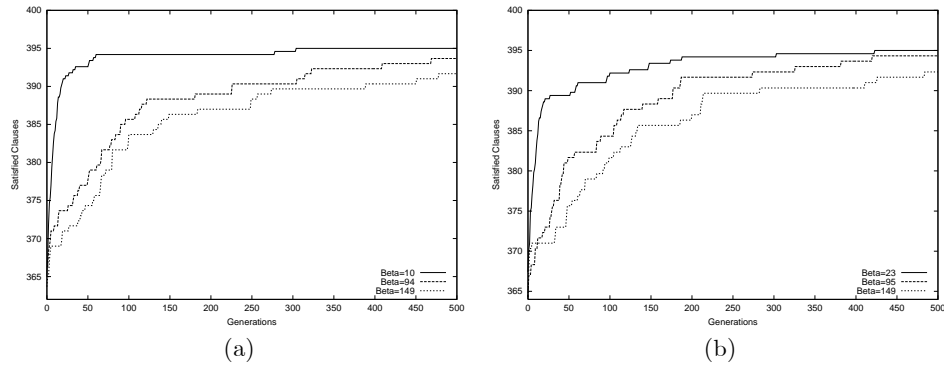 400
395
390
385
380
375
370
365
Satisfied Clauses
0 50 100 150 200 250 300 350 400 450 500
Generations
Beta=10
Beta=94
Beta=149
(a)
400
395
390
385
380
375
370
365
Satisfied Clauses
0 50 100 150 200 250 300 350 400 450 500
Generations
Beta=23
Beta=95
Beta=149
(b)